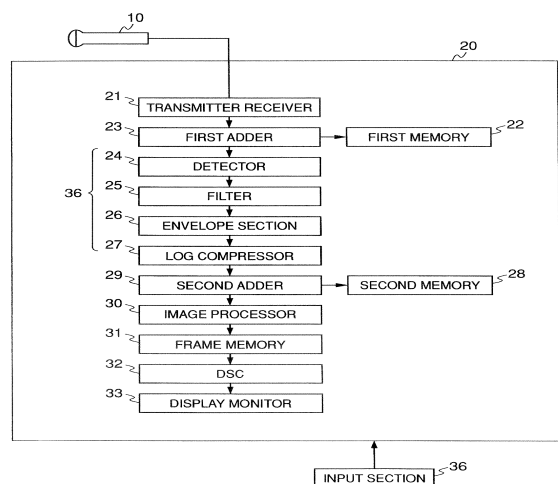 10
20
21 TRANSMITTER RECEIVER
23 FIRST ADDER FIRST MEMORY 22
24 DETECTOR
36
25 FILTER
26 ENVELOPE SECTION
27 LOG COMPRESSOR
29 SECOND ADDER SECOND MEMORY 28
30 IMAGE PROCESSOR
31 FRAME MEMORY
32 DSC
33 DISPLAY MONITOR
INPUT SECTION 36